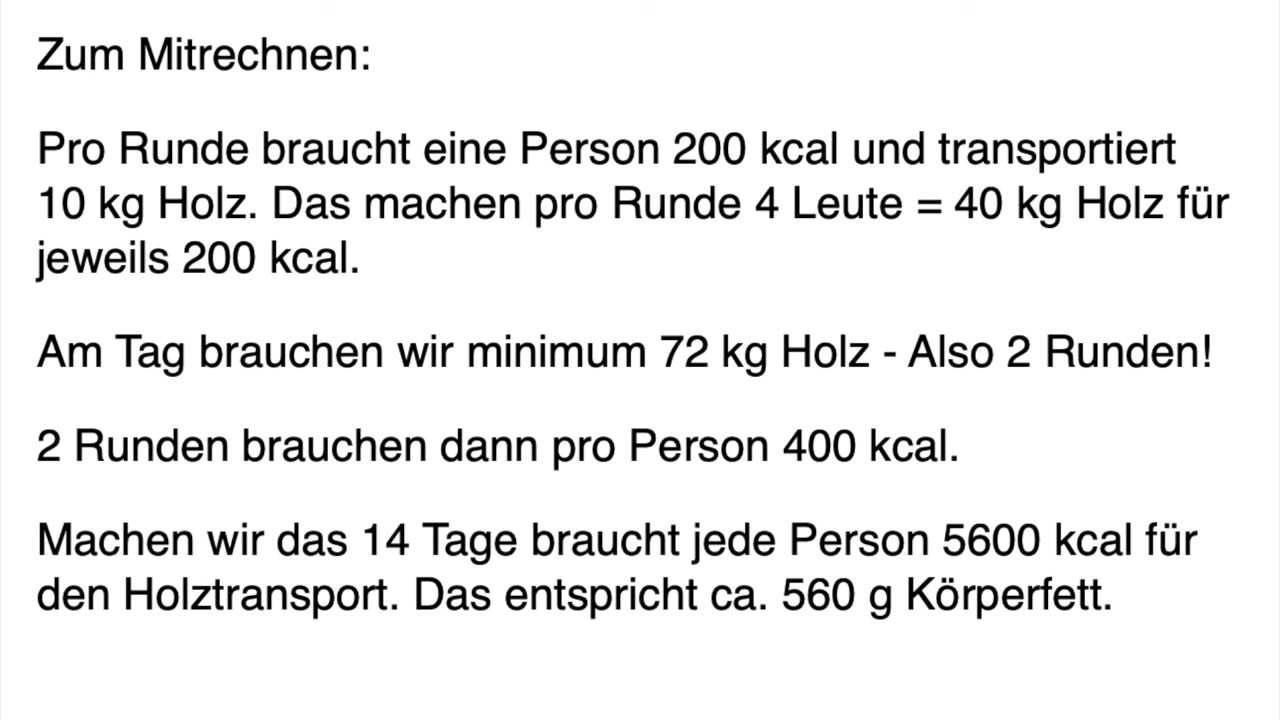 Zum Mitrechnen:
Pro Runde braucht eine Person 200 kcal und transportiert
10 kg Holz. Das machen pro Runde 4 Leute = 40 kg Holz für
jeweils 200 kcal.
Am Tag brauchen wir minimum 72 kg Holz - Also 2 Runden!
2 Runden brauchen dann pro Person 400 kcal.
Machen wir das 14 Tage braucht jede Person 5600 kcal für
den Holztransport. Das entspricht ca. 560 g Körperfett.